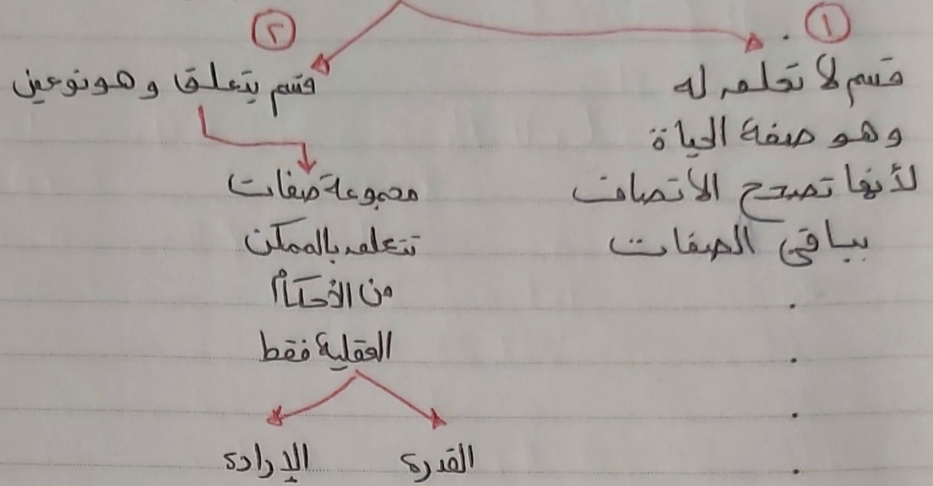 ١
قسم لا تعلق له
وهو صفة الحياة
لأنها تصحح الاتصاف
بباقي الصفات
٢
قسم يتعلق وهو نوعين
مجموعة صفات
تتعلق بالممكن
من الأحكام
العقلية فقط
القدرة
الإرادة